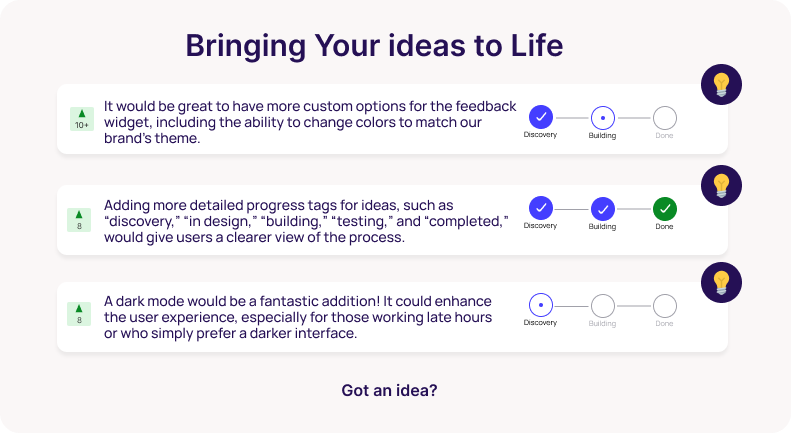 Bringing Your ideas to Life
10+
It would be great to have more custom options for the feedback
widget, including the ability to change colors to match our
brand's theme.
Discovery
Building
Done
8
Adding more detailed progress tags for ideas, such as
“discovery,” “in design,” “building,” “testing,” and “completed,”
would give users a clearer view of the process.
Discovery
Building
Done
8
A dark mode would be a fantastic addition! It could enhance
the user experience, especially for those working late hours
or who simply prefer a darker interface.
Discovery
Building
Done
Got an idea?